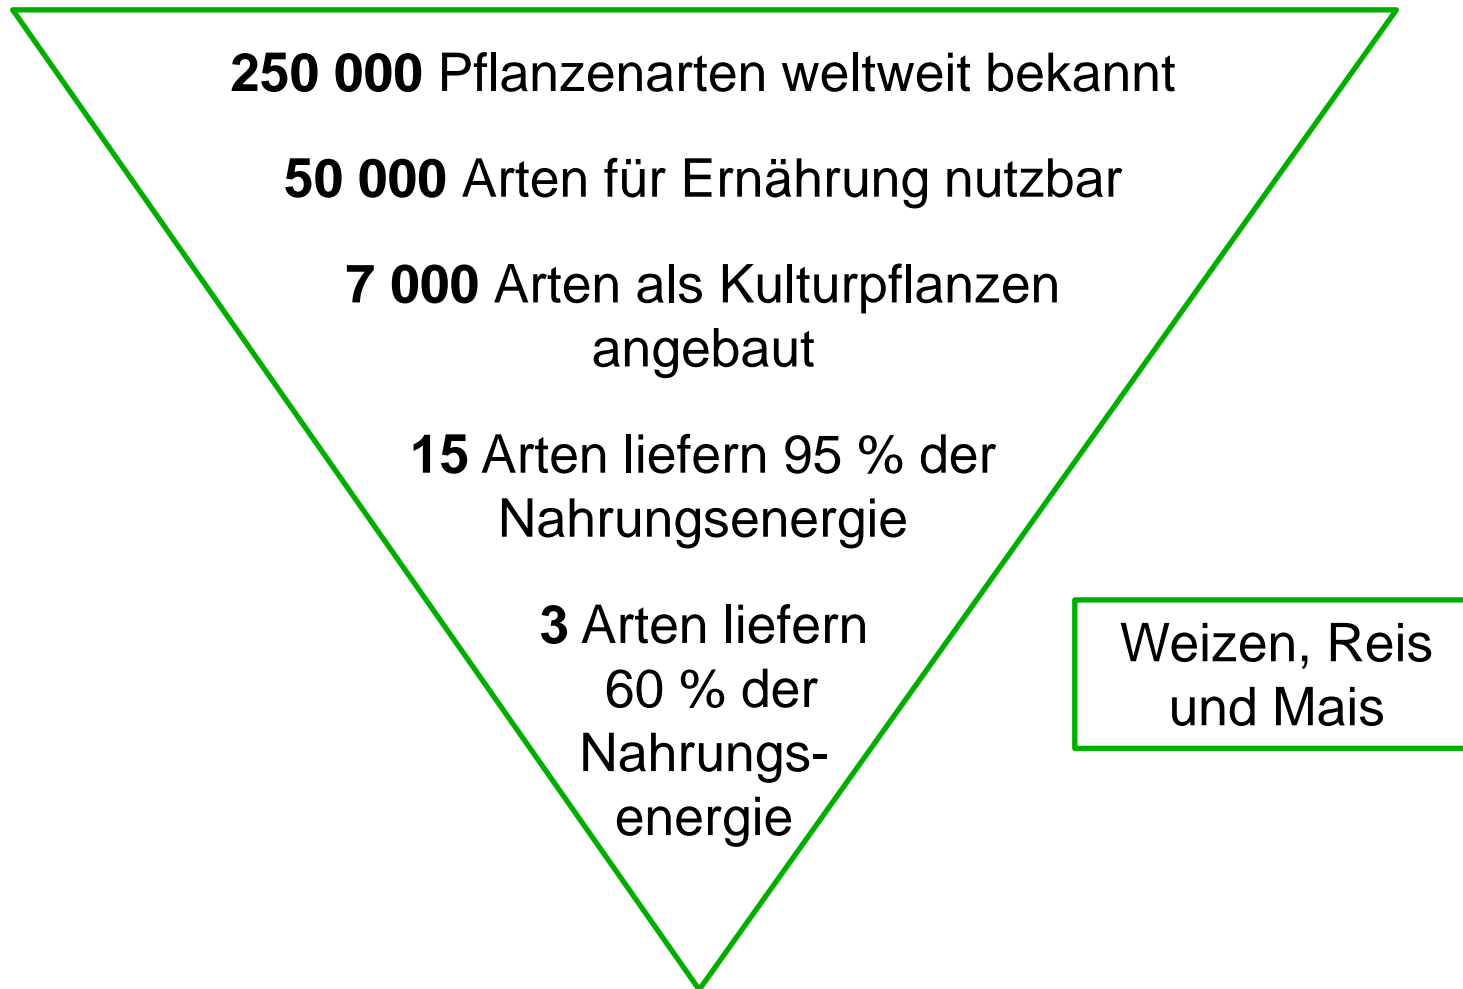 250 000 Pflanzenarten weltweit bekannt
50 000 Arten für Ernährung nutzbar
7 000 Arten als Kulturpflanzen
angebaut
15 Arten liefern 95 % der
Nahrungsenergie
3 Arten liefern
60 % der
Nahrungs-
energie
Weizen, Reis
und Mais